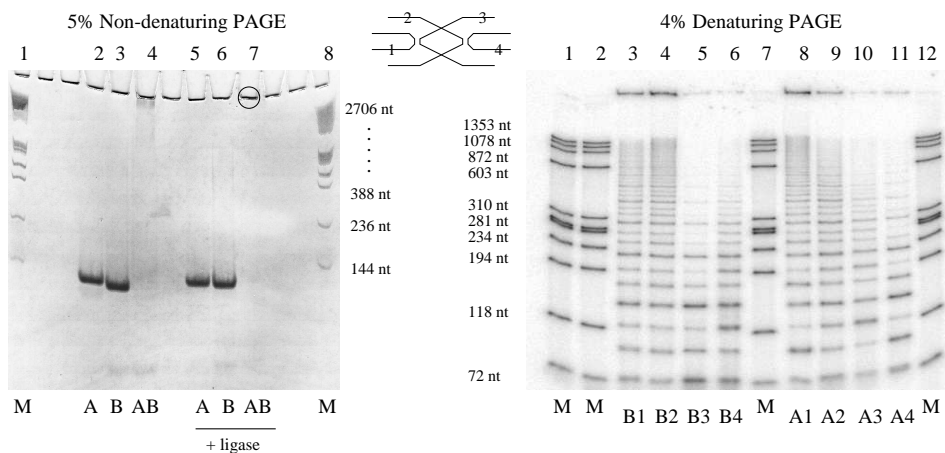 5% Non-denaturing PAGE
1 2 3 4 5 6 7 8
2706 nt
388 nt
236 nt
144 nt
M A B AB A B AB M
+ ligase
2 3
1 4
4% Denaturing PAGE
1 2 3 4 5 6 7 8 9 10 11 12
1353 nt
1078 nt
872 nt
603 nt
310 nt
281 nt
234 nt
194 nt
118 nt
72 nt
M M B1 B2 B3 B4 M A1 A2 A3 A4 M